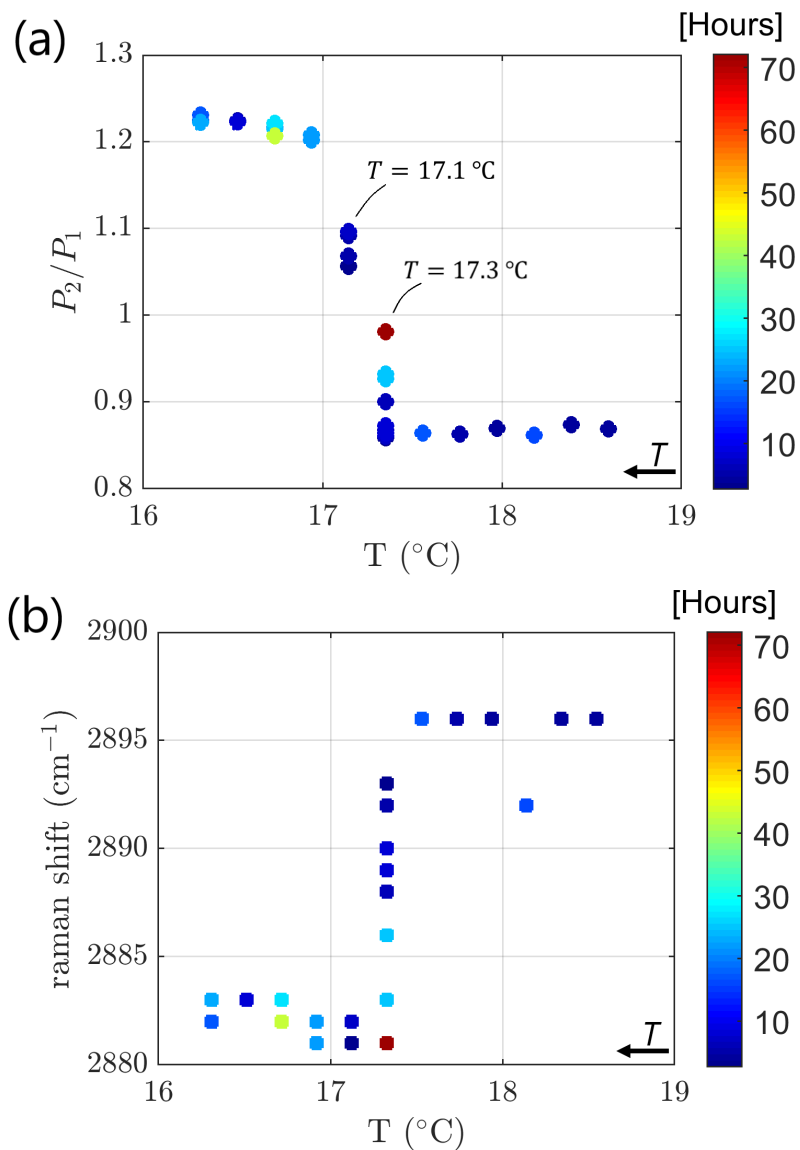 (a)
[Hours]
1.3
1.2
1.1
1
0.9
0.8
P2/P1
T = 17.1 °C
T = 17.3 °C
T
16 17 18 19
T (°C)
70
60
50
40
30
20
10
(b)
[Hours]
2900
2895
2890
2885
2880
raman shift (cm⁻¹)
T
16 17 18 19
T (°C)
70
60
50
40
30
20
10